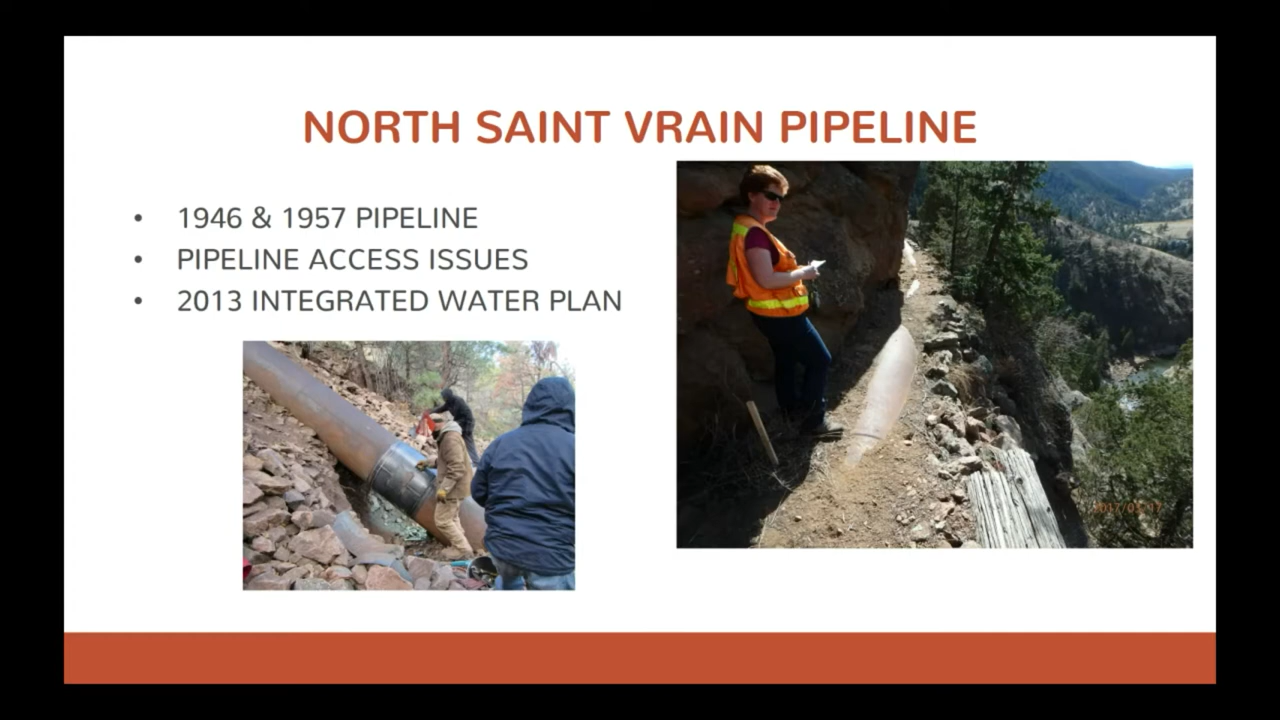 NORTH SAINT VRAIN PIPELINE
• 1946 & 1957 PIPELINE
• PIPELINE ACCESS ISSUES
• 2013 INTEGRATED WATER PLAN